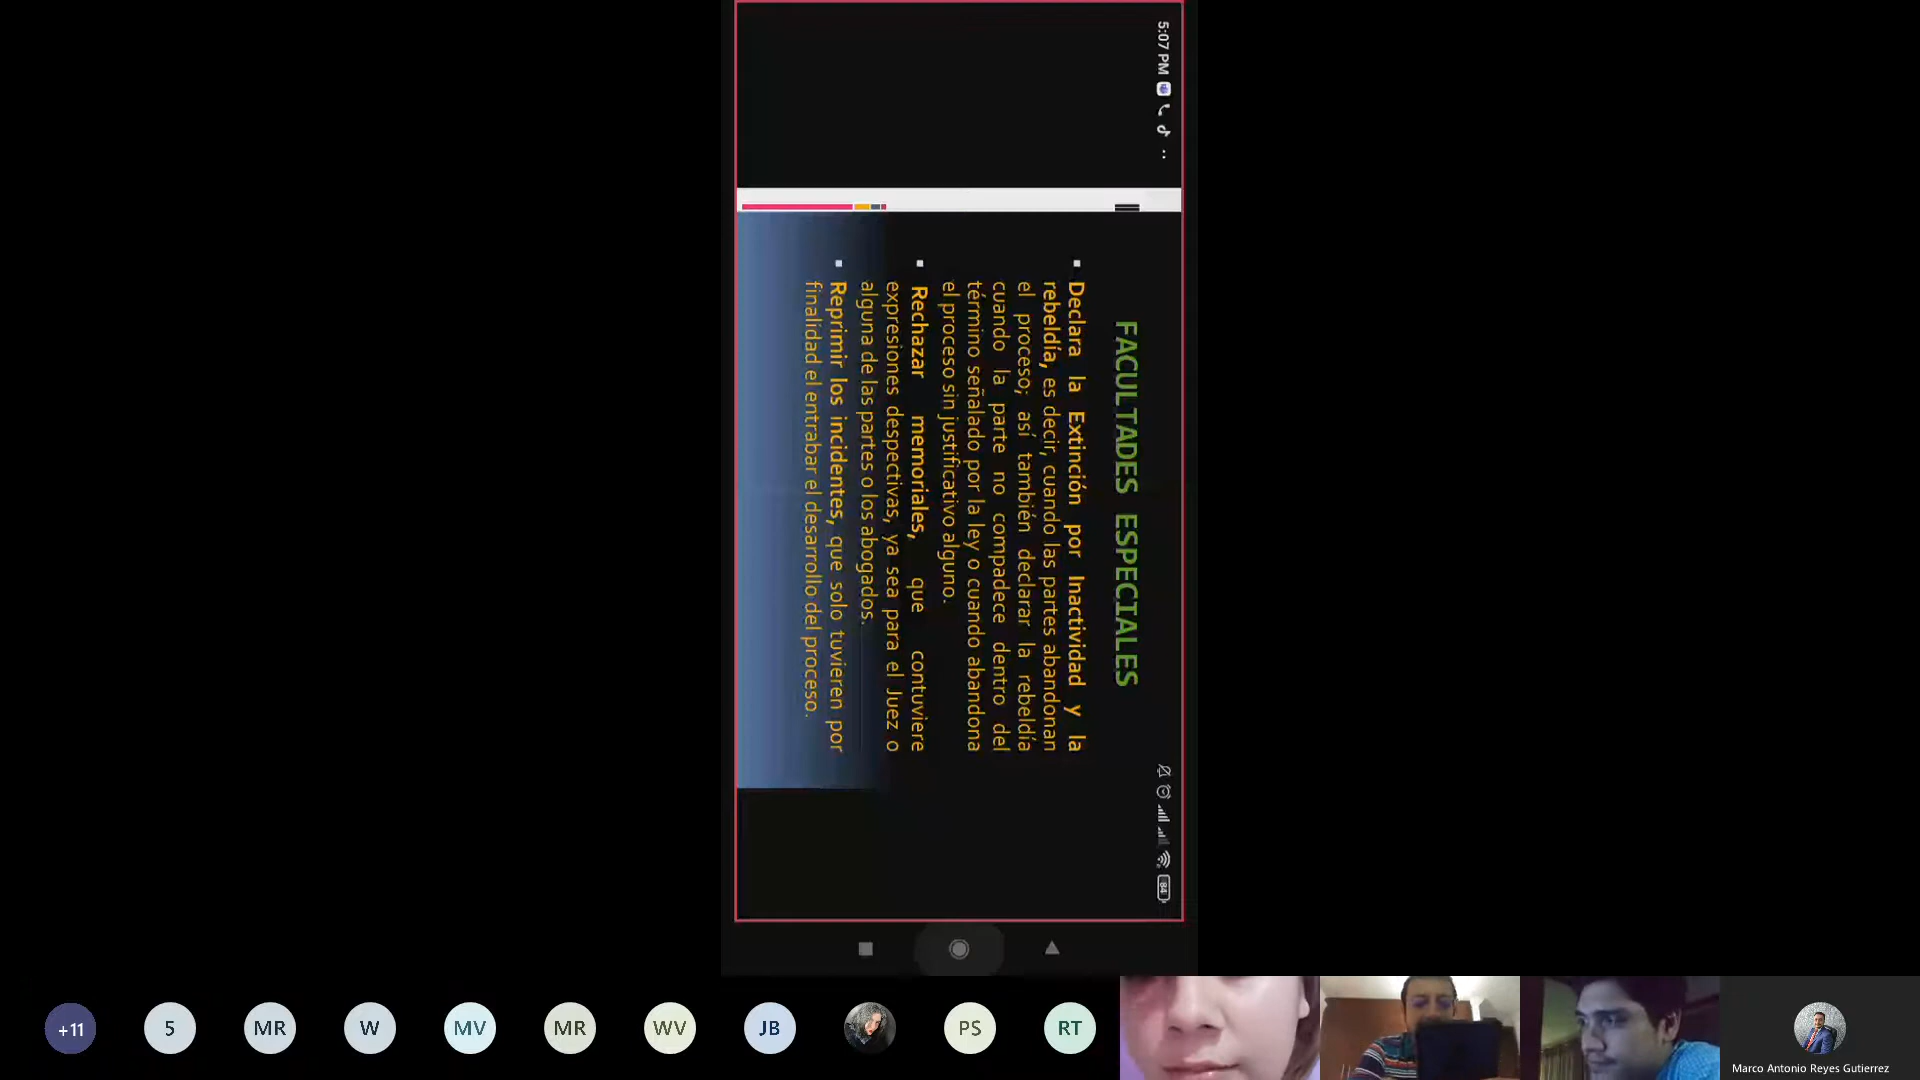 5:07 PM
84
FACULTADES ESPECIALES
▪ Declara la Extinción por Inactividad y la
rebeldía, es decir, cuando las partes abandonan
el proceso; así también declarar la rebeldía
cuando la parte no compadece dentro del
término señalado por la ley o cuando abandona
el proceso sin justificativo alguno.
▪ Rechazar memoriales, que contuviere
expresiones despectivas, ya sea para el Juez o
alguna de las partes o los abogados.
▪ Reprimir los incidentes, que solo tuvieren por
finalidad el entrabar el desarrollo del proceso.
+11
5
MR
W
MV
MR
WV
JB
PS
RT
Marco Antonio Reyes Gutierrez